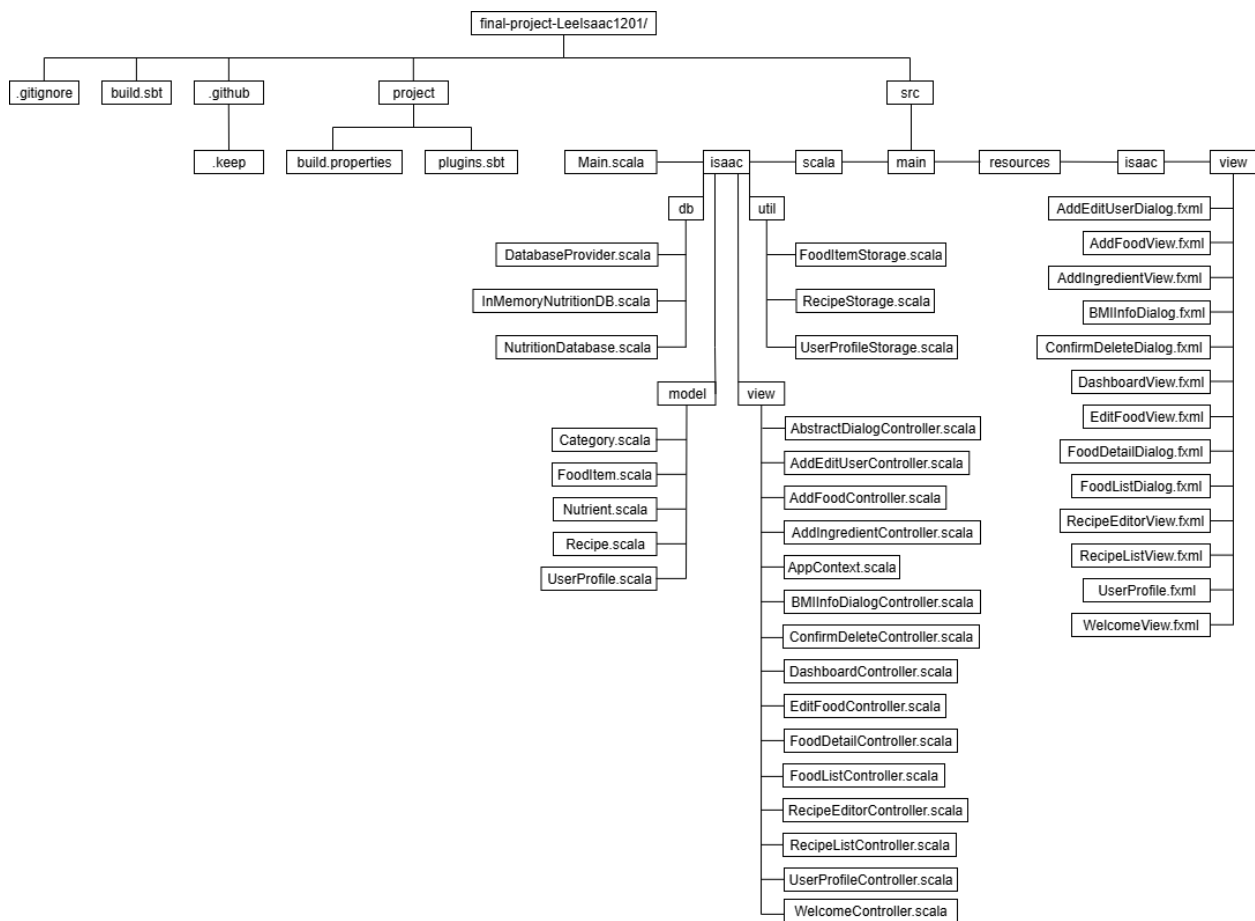 final-project-LeeIsaac1201/
.gitignore
build.sbt
.github
project
src
.keep
build.properties
plugins.sbt
Main.scala
isaac
scala
main
resources
isaac
view
db
util
DatabaseProvider.scala
InMemoryNutritionDB.scala
NutritionDatabase.scala
FoodItemStorage.scala
RecipeStorage.scala
UserProfileStorage.scala
model
view
Category.scala
FoodItem.scala
Nutrient.scala
Recipe.scala
UserProfile.scala
AbstractDialogController.scala
AddEditUserController.scala
AddFoodController.scala
AddIngredientController.scala
AppContext.scala
BMIInfoDialogController.scala
ConfirmDeleteController.scala
DashboardController.scala
EditFoodController.scala
FoodDetailController.scala
FoodListController.scala
RecipeEditorController.scala
RecipeListController.scala
UserProfileController.scala
WelcomeController.scala
AddEditUserDialog.fxml
AddFoodView.fxml
AddIngredientView.fxml
BMIInfoDialog.fxml
ConfirmDeleteDialog.fxml
DashboardView.fxml
EditFoodView.fxml
FoodDetailDialog.fxml
FoodListDialog.fxml
RecipeEditorView.fxml
RecipeListView.fxml
UserProfile.fxml
WelcomeView.fxml